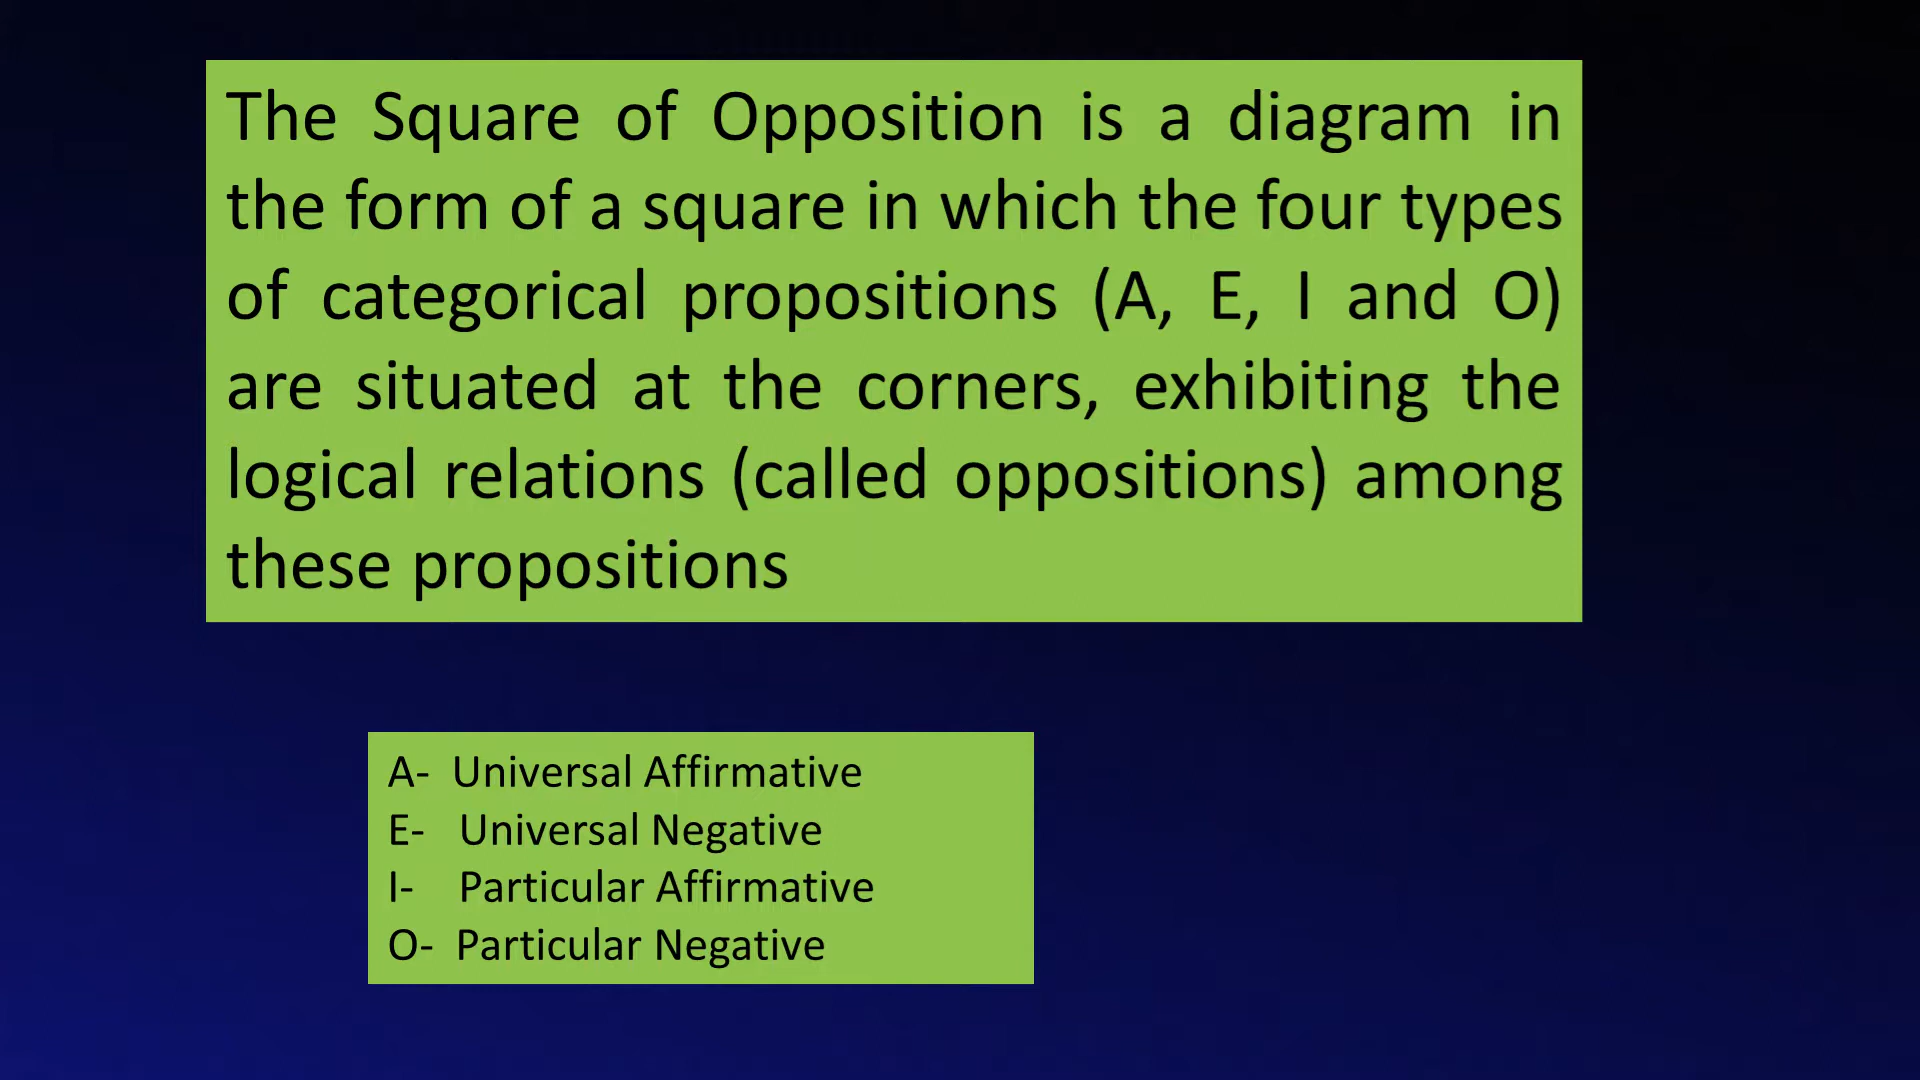 The Square of Opposition is a diagram in
the form of a square in which the four types
of categorical propositions (A, E, I and O)
are situated at the corners, exhibiting the
logical relations (called oppositions) among
these propositions
A- Universal Affirmative
E- Universal Negative
I- Particular Affirmative
O- Particular Negative